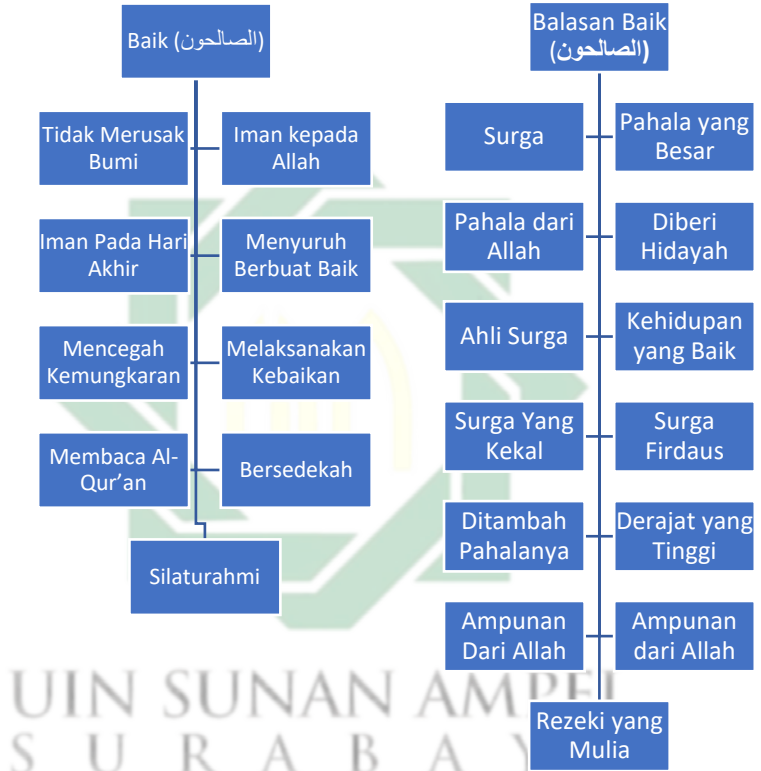 Baik (الصالحون)
Tidak Merusak
Bumi
Iman kepada
Allah
Iman Pada Hari
Akhir
Menyuruh
Berbuat Baik
Mencegah
Kemungkaran
Melaksanakan
Kebaikan
Membaca Al-
Qur’an
Bersedekah
Silaturahmi
Balasan Baik
(الصالحون)
Surga
Pahala yang
Besar
Pahala dari
Allah
Diberi
Hidayah
Ahli Surga
Kehidupan
yang Baik
Surga Yang
Kekal
Surga
Firdaus
Ditambah
Pahalanya
Derajat yang
Tinggi
Ampunan
Dari Allah
Ampunan
dari Allah
Rezeki yang
Mulia
UIN SUNAN AMPEL
S U R A B A Y